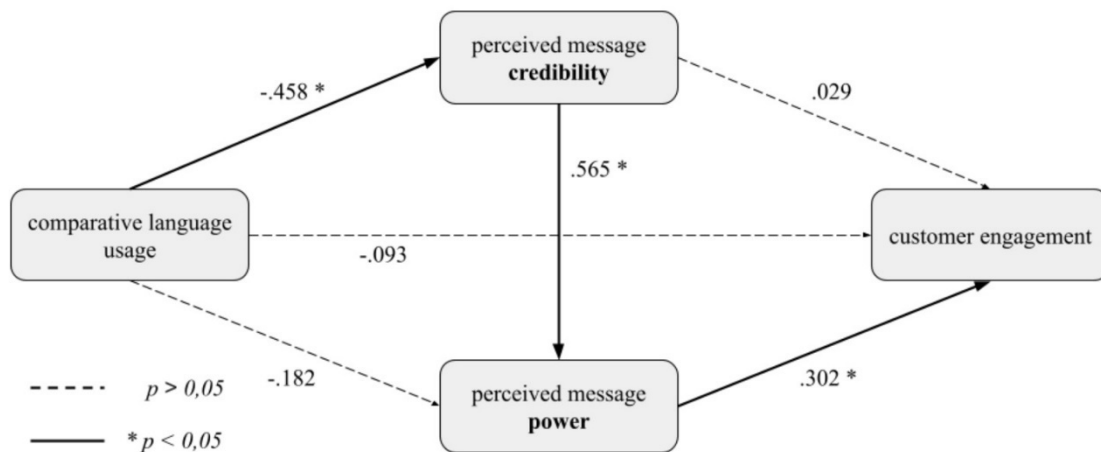 perceived message
credibility
-.458 *
.029
.565 *
comparative language
usage
-.093
customer engagement
-.182
perceived message
power
.302 *
p > 0,05
* p < 0,05